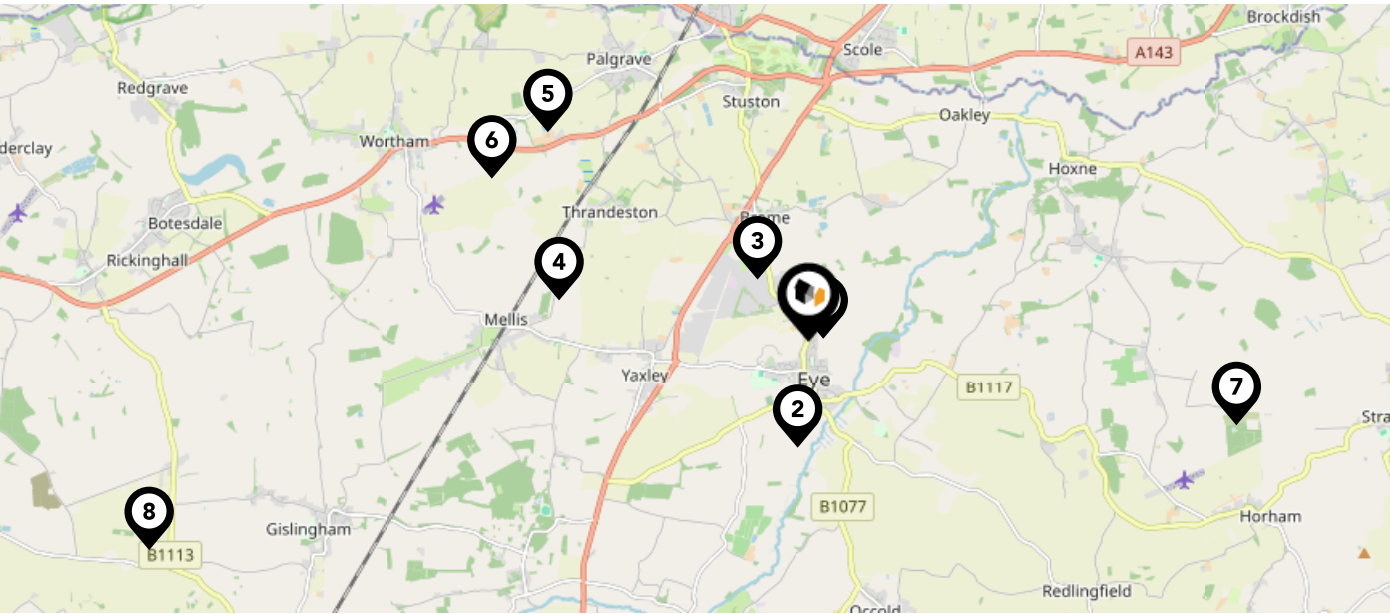 Brockdish
Scole
A143
Palgrave
Redgrave
5
Stuston
Oakley
6
Wortham
derclay
Hoxne
Thrandeston
Brome
Botesdale
3
Rickinghall
4
Mellis
Yaxley
Eye
B1117
7
2
Stra
8
B1077
Horham
Gislingham
B1113
Redlingfield
Occold